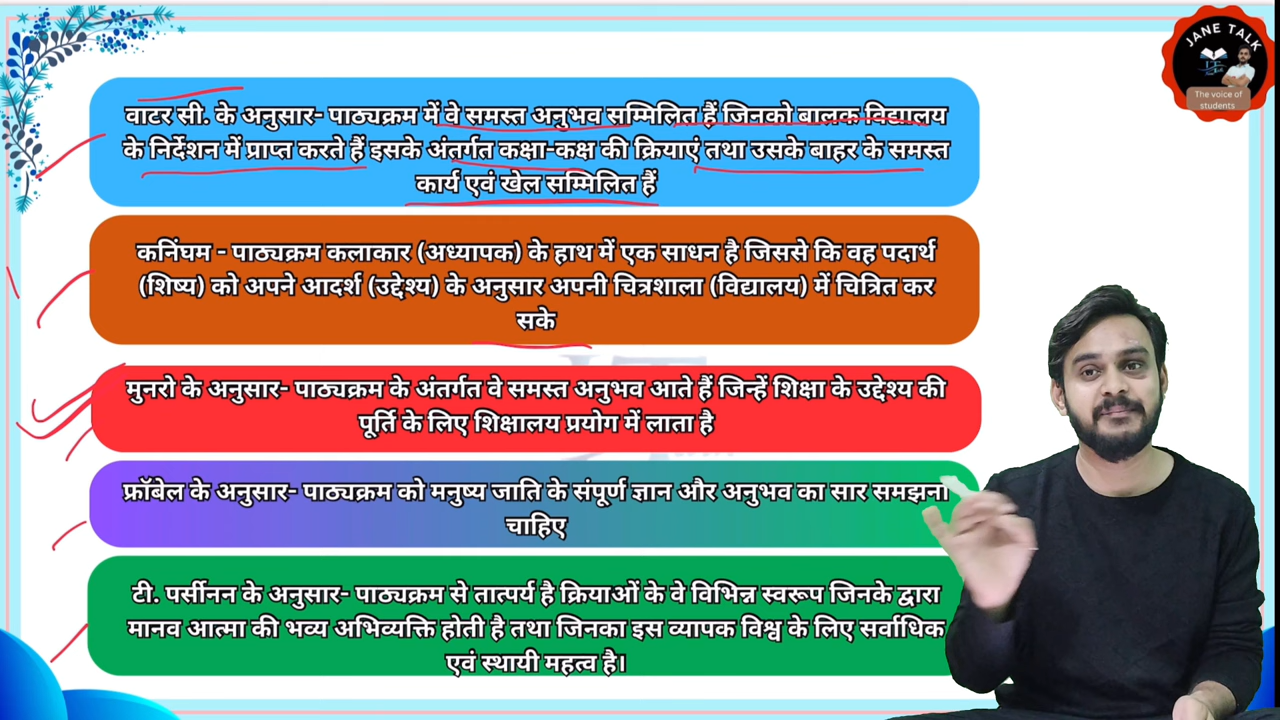 वाटर सी. के अनुसार- पाठ्यक्रम में वे समस्त अनुभव सम्मिलित हैं जिनको बालक विद्यालय
के निर्देशन में प्राप्त करते हैं इसके अंतर्गत कक्षा-कक्ष की क्रियाएं तथा उसके बाहर के समस्त
कार्य एवं खेल सम्मिलित हैं
कनिंघम - पाठ्यक्रम कलाकार (अध्यापक) के हाथ में एक साधन है जिससे कि वह पदार्थ
(शिष्य) को अपने आदर्श (उद्देश्य) के अनुसार अपनी चित्रशाला (विद्यालय) में चित्रित कर
सके
मुनरो के अनुसार- पाठ्यक्रम के अंतर्गत वे समस्त अनुभव आते हैं जिन्हें शिक्षा के उद्देश्य की
पूर्ति के लिए शिक्षालय प्रयोग में लाता है
फ्रॉबेल के अनुसार- पाठ्यक्रम को मनुष्य जाति के संपूर्ण ज्ञान और अनुभव का सार समझना
चाहिए
टी. पर्सीनन के अनुसार- पाठ्यक्रम से तात्पर्य है क्रियाओं के वे विभिन्न स्वरूप जिनके द्वारा
मानव आत्मा की भव्य अभिव्यक्ति होती है तथा जिनका इस व्यापक विश्व के लिए सर्वाधिक
एवं स्थायी महत्व है।
JANE TALK
The voice of
students